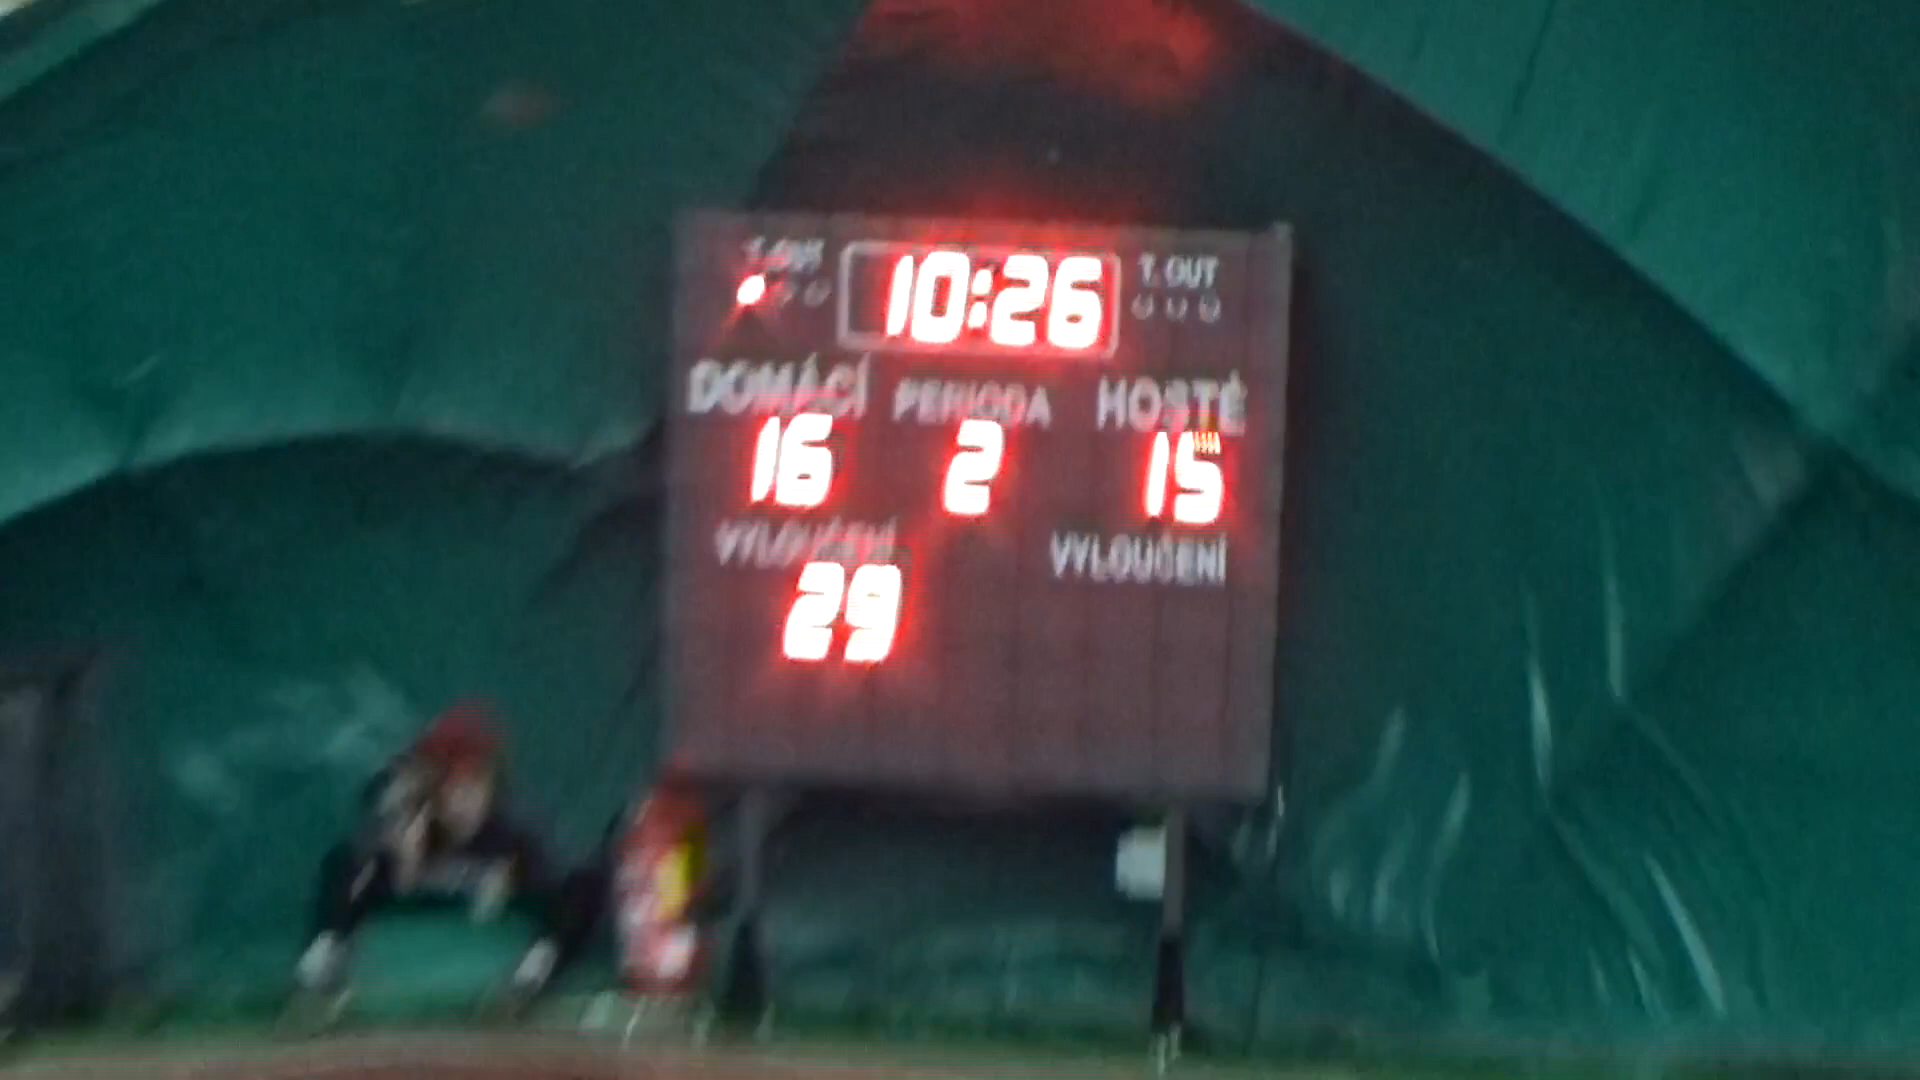 T.OUT 10:26 T.OUT
DOMÁCÍ PERIODA HOSTÉ
16 2 15
VYLOUČENÍ VYLOUČENÍ
29